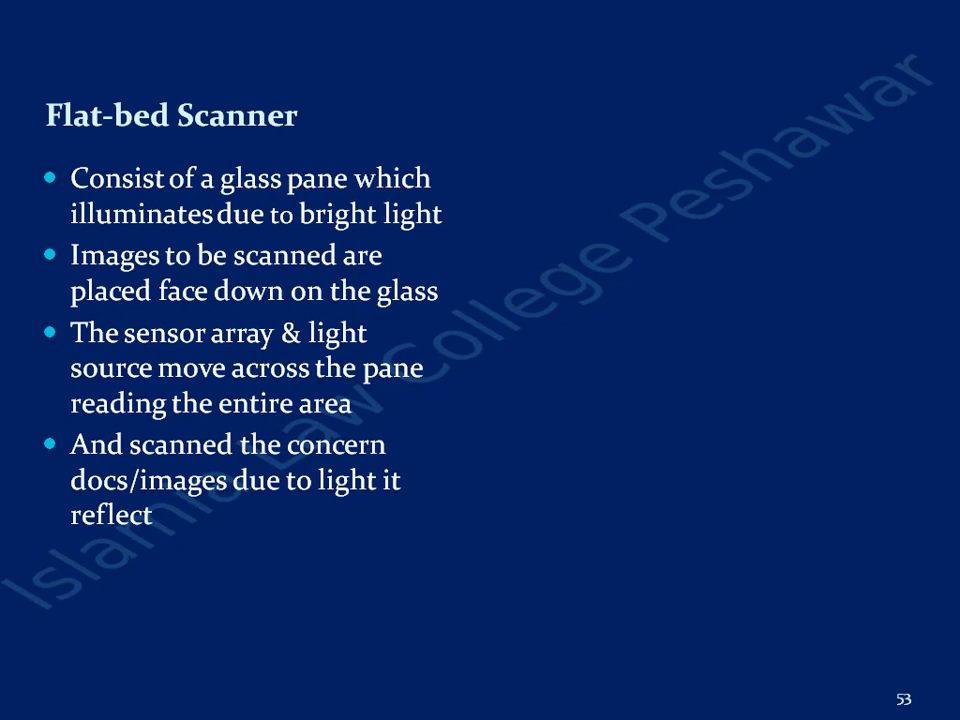 Flat-bed Scanner
Consist of a glass pane which
illuminates due to bright light
Images to be scanned are
placed face down on the glass
The sensor array & light
source move across the pane
reading the entire area
And scanned the concern
docs/images due to light it
reflect
Islamia Law College Peshawar
53